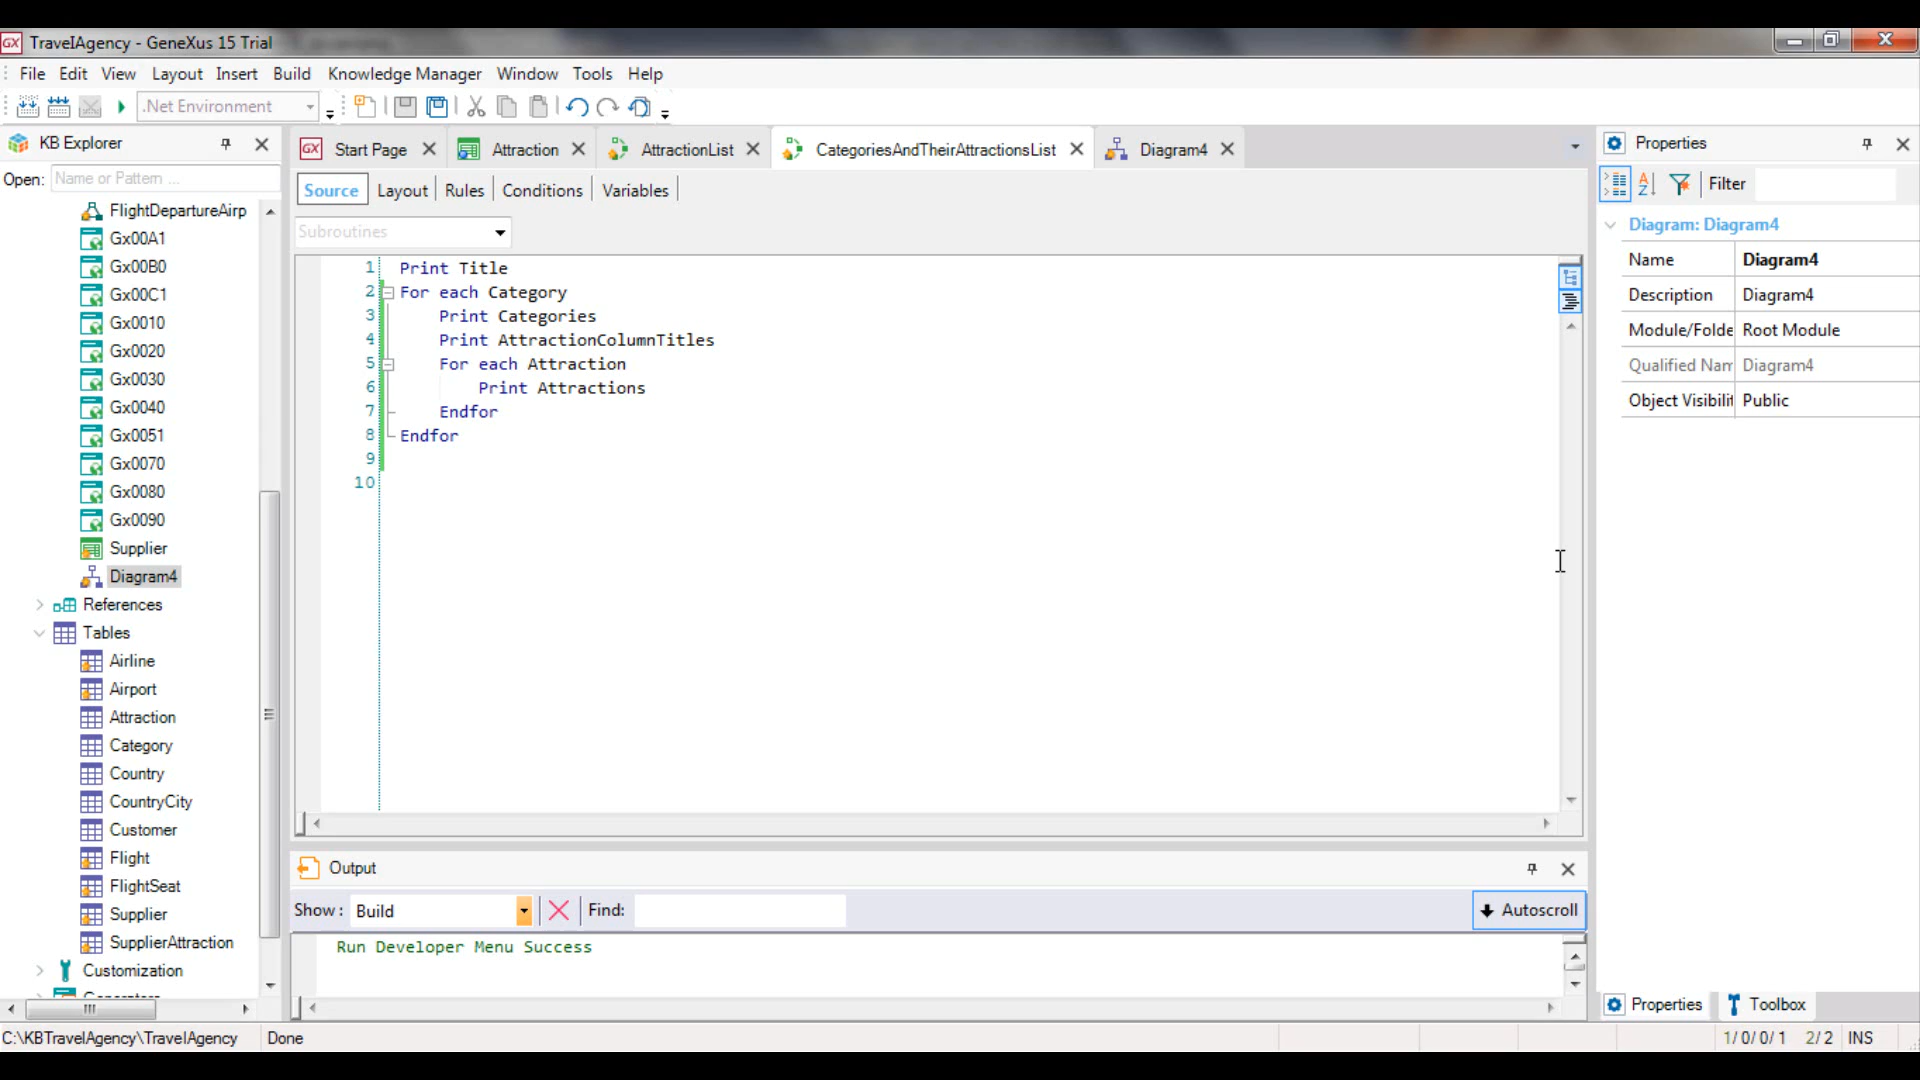 TravelAgency - GeneXus 15 Trial
File Edit View Layout Insert Build Knowledge Manager Window Tools Help
.Net Environment
KB Explorer
Open: Name or Pattern ...
FlightDepartureAirp
Gx00A1
Gx00B0
Gx00C1
Gx0010
Gx0020
Gx0030
Gx0040
Gx0051
Gx0070
Gx0080
Gx0090
Supplier
Diagram4
References
Tables
Airline
Airport
Attraction
Category
Country
CountryCity
Customer
Flight
FlightSeat
Supplier
SupplierAttraction
Customization
Start Page Attraction AttractionList CategoriesAndTheirAttractionsList Diagram4
Source Layout Rules Conditions Variables
Subroutines
1 Print Title
2 For each Category
3 Print Categories
4 Print AttractionColumnTitles
5 For each Attraction
6 Print Attractions
7 Endfor
8 Endfor
9
10
Output
Show: Build Find: Autoscroll
Run Developer Menu Success
Properties
Filter
Diagram: Diagram4
Name Diagram4
Description Diagram4
Module/Folde Root Module
Qualified Nam Diagram4
Object Visibilit Public
Properties Toolbox
C:\KBTravelAgency\TravelAgency Done 1/0/0/1 2/2 INS